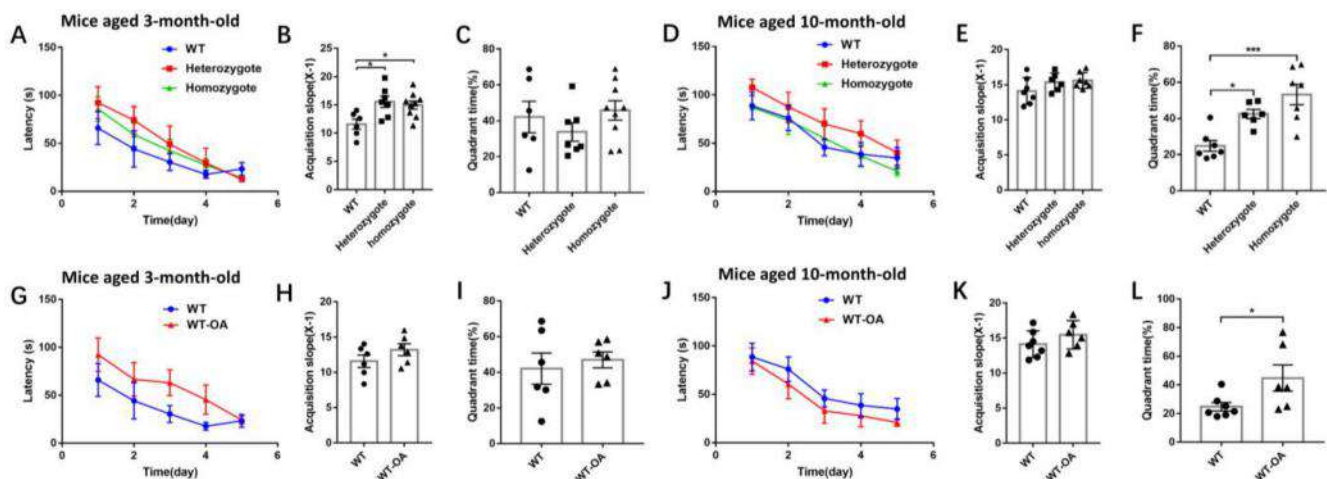 Mice aged 3-month-old
Mice aged 10-month-old
A
WT
Heterozygote
Homozygote
Latency (s)
150
100
50
0
0
2
4
6
Time(day)
B
*
*
Acquisition slope(X-1)
25
20
15
10
5
0
WT
Heterozygote
homozygote
C
Quadrant time(%)
80
60
40
20
0
WT
Heterozygote
Homozygote
D
WT
Heterozygote
Homozygote
Latency (s)
150
100
50
0
0
2
4
6
Time(day)
E
Acquisition slope(X-1)
20
15
10
5
0
WT
Heterozygote
homozygote
F
***
*
Quadrant time(%)
80
60
40
20
0
WT
Heterozygote
Homozygote
Mice aged 3-month-old
Mice aged 10-month-old
G
WT
WT-OA
Latency (s)
150
100
50
0
0
2
4
6
Time(day)
H
Acquisition slope(X-1)
20
15
10
5
0
WT
WT-OA
I
Quadrant time(%)
80
60
40
20
0
WT
WT-OA
J
WT
WT-OA
Latency (s)
150
100
50
0
0
2
4
6
Time(day)
K
Acquisition slope(X-1)
20
15
10
5
0
WT
WT-OA
L
*
Quadrant time(%)
100
80
60
40
20
0
WT
WT-OA